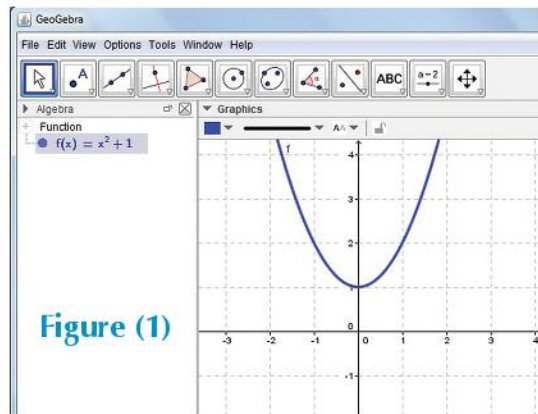 GeoGebra
File Edit View Options Tools Window Help
A
α
ABC
a=2
Algebra
Graphics
Function
f(x) = x² + 1
AA
f
4
3
2
1
0
-3 -2 -1 0 1 2 3 4
-1
Figure (1)